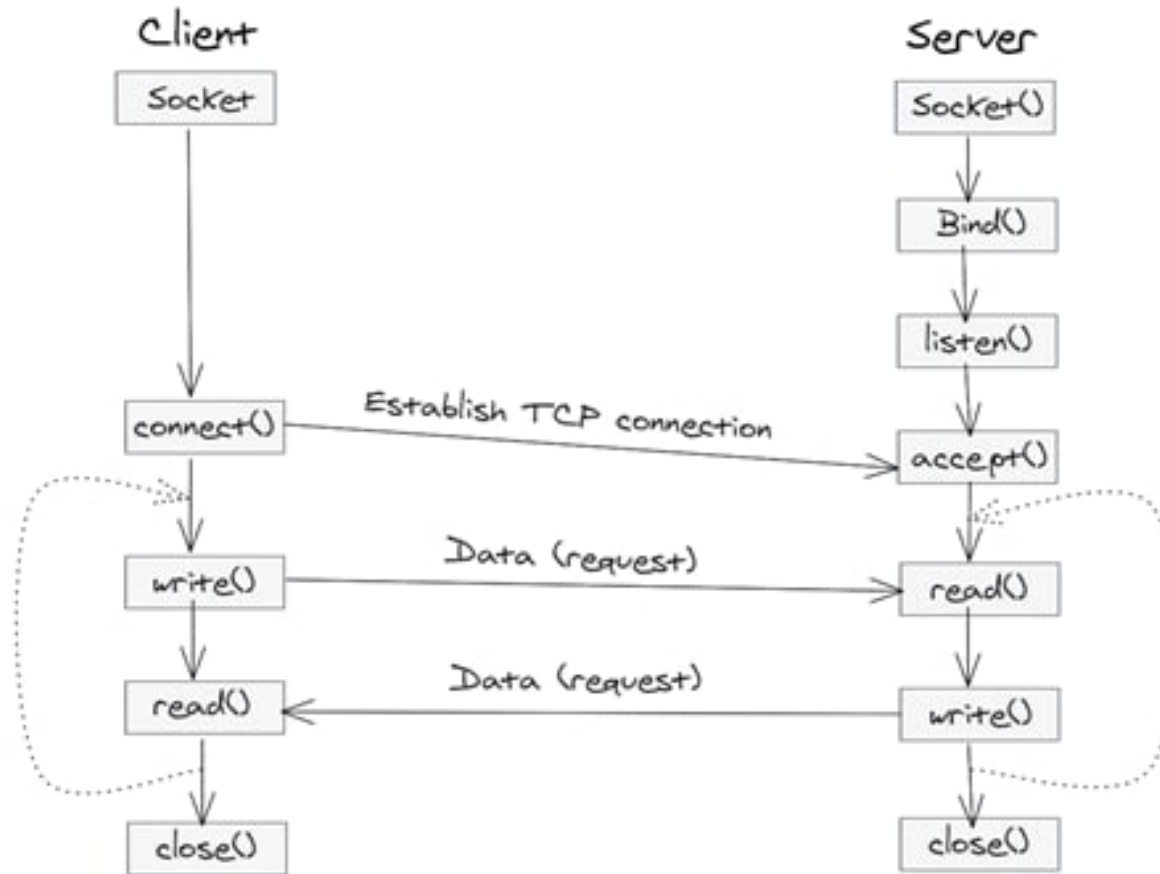 Client
Server
Socket
Socket()
Bind()
listen()
Establish TCP connection
connect()
accept()
Data (request)
write()
read()
Data (request)
read()
write()
close()
close()